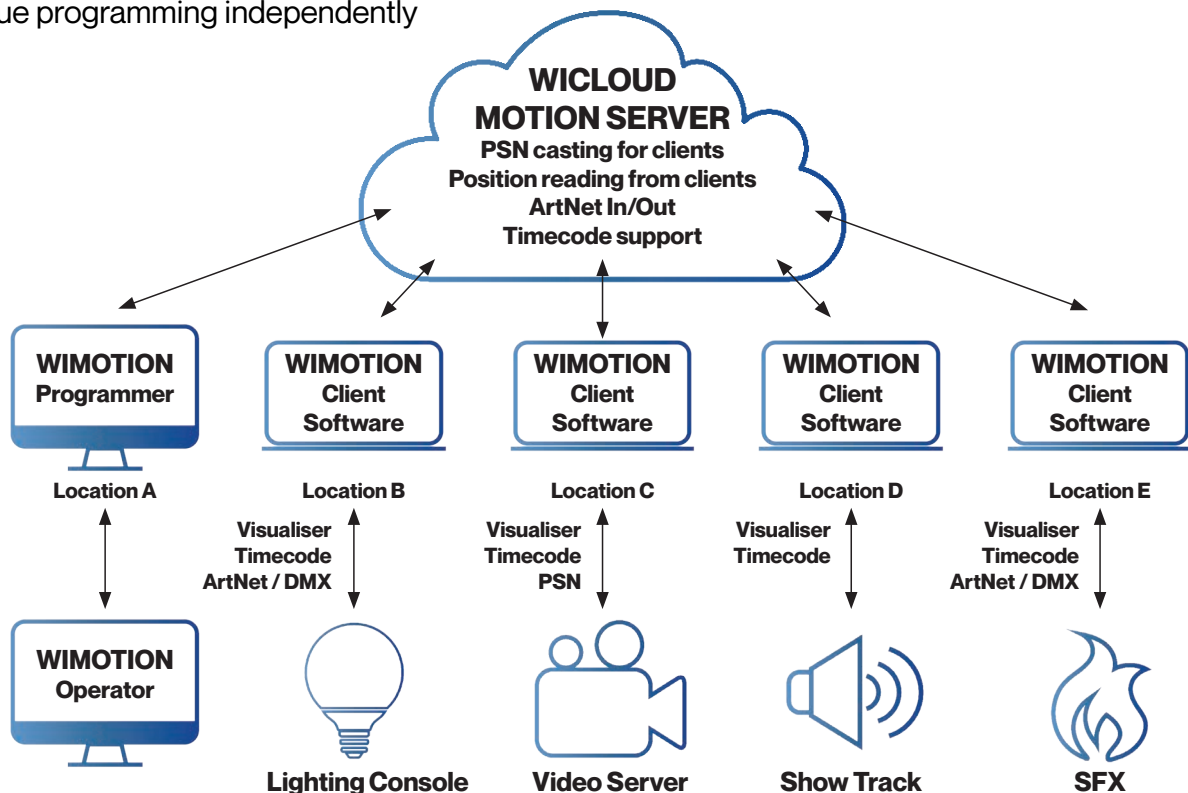 ue programming independently
WICLOUD
MOTION SERVER
PSN casting for clients
Position reading from clients
ArtNet In/Out
Timecode support
WIMOTION
Programmer
WIMOTION
Client
Software
WIMOTION
Client
Software
WIMOTION
Client
Software
WIMOTION
Client
Software
Location A
Location B
Location C
Location D
Location E
Visualiser
Timecode
ArtNet / DMX
Visualiser
Timecode
PSN
Visualiser
Timecode
Visualiser
Timecode
ArtNet / DMX
WIMOTION
Operator
Lighting Console
Video Server
Show Track
SFX